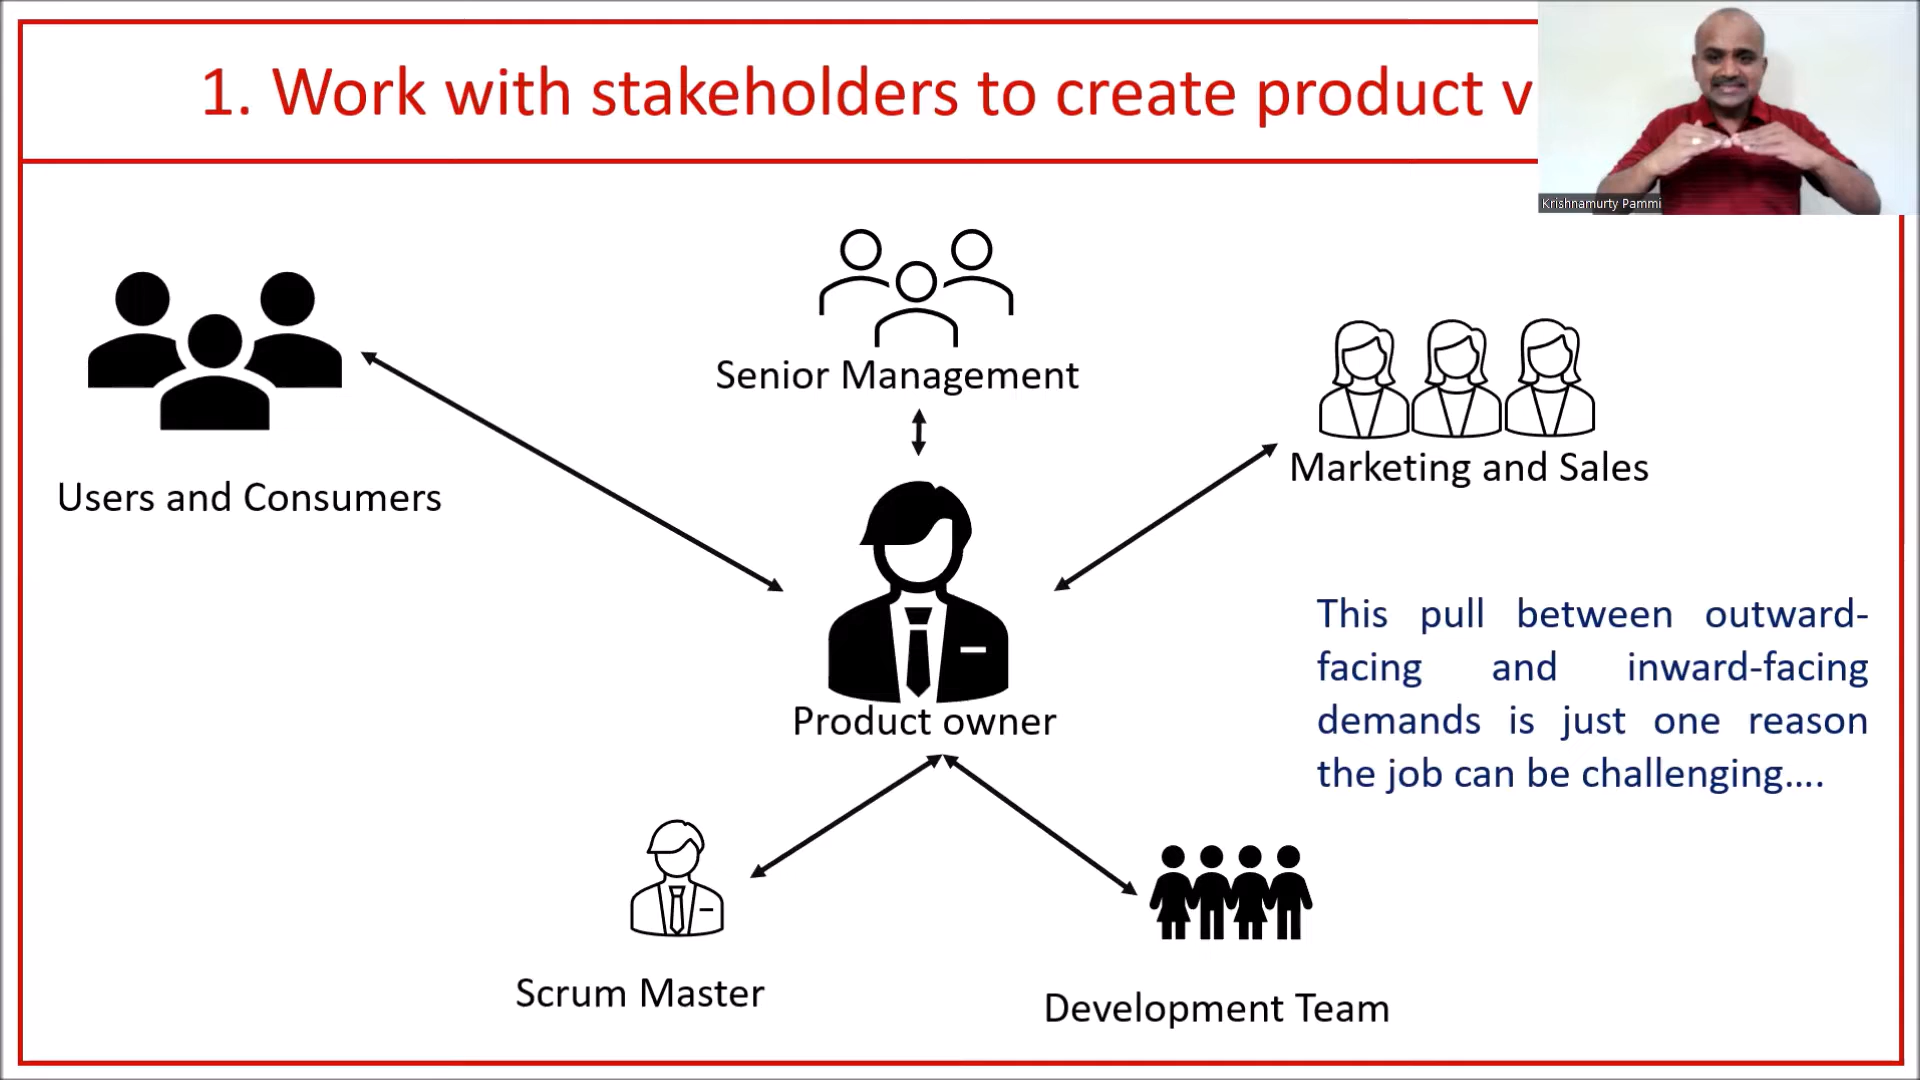 1. Work with stakeholders to create product v
Krishnamurty Pammi
Senior Management
Marketing and Sales
Users and Consumers
This pull between outward-
facing and inward-facing
demands is just one reason
the job can be challenging....
Product owner
Scrum Master
Development Team